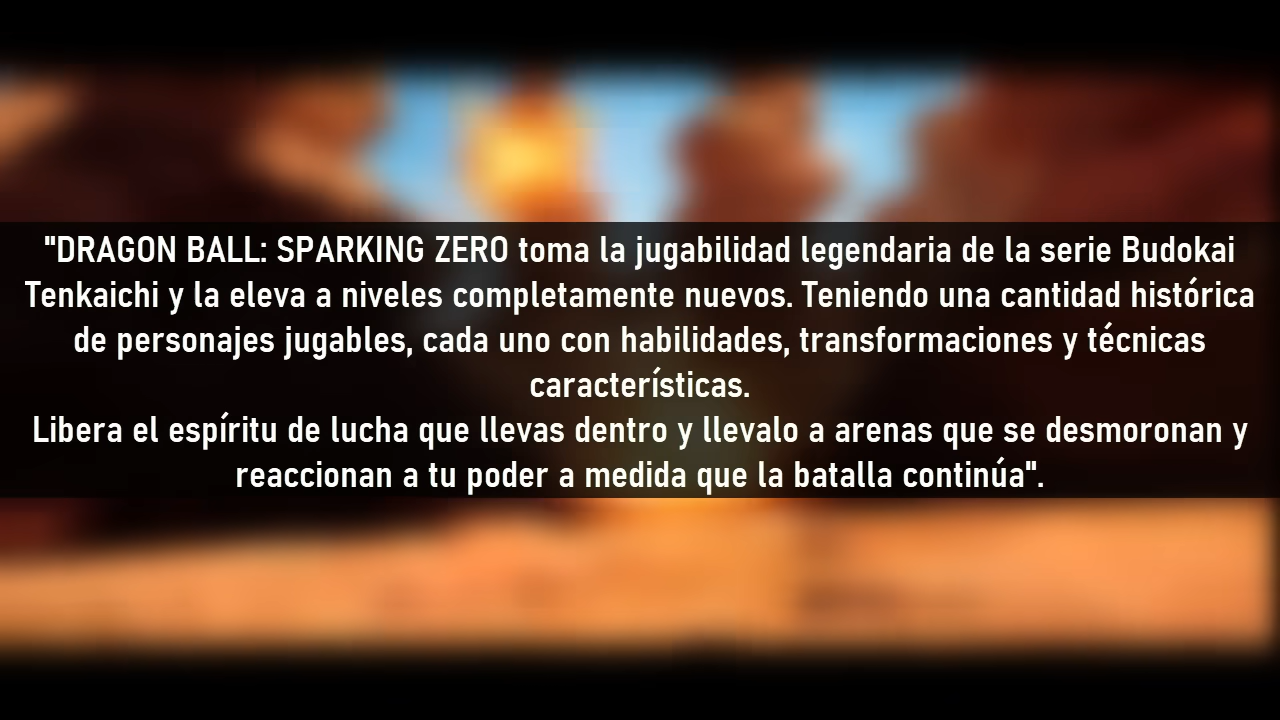 "DRAGON BALL: SPARKING ZERO toma la jugabilidad legendaria de la serie Budokai
Tenkaichi y la eleva a niveles completamente nuevos. Teniendo una cantidad histórica
de personajes jugables, cada uno con habilidades, transformaciones y técnicas
características.
Libera el espíritu de lucha que llevas dentro y llevalo a arenas que se desmoronan y
reaccionan a tu poder a medida que la batalla continúa".